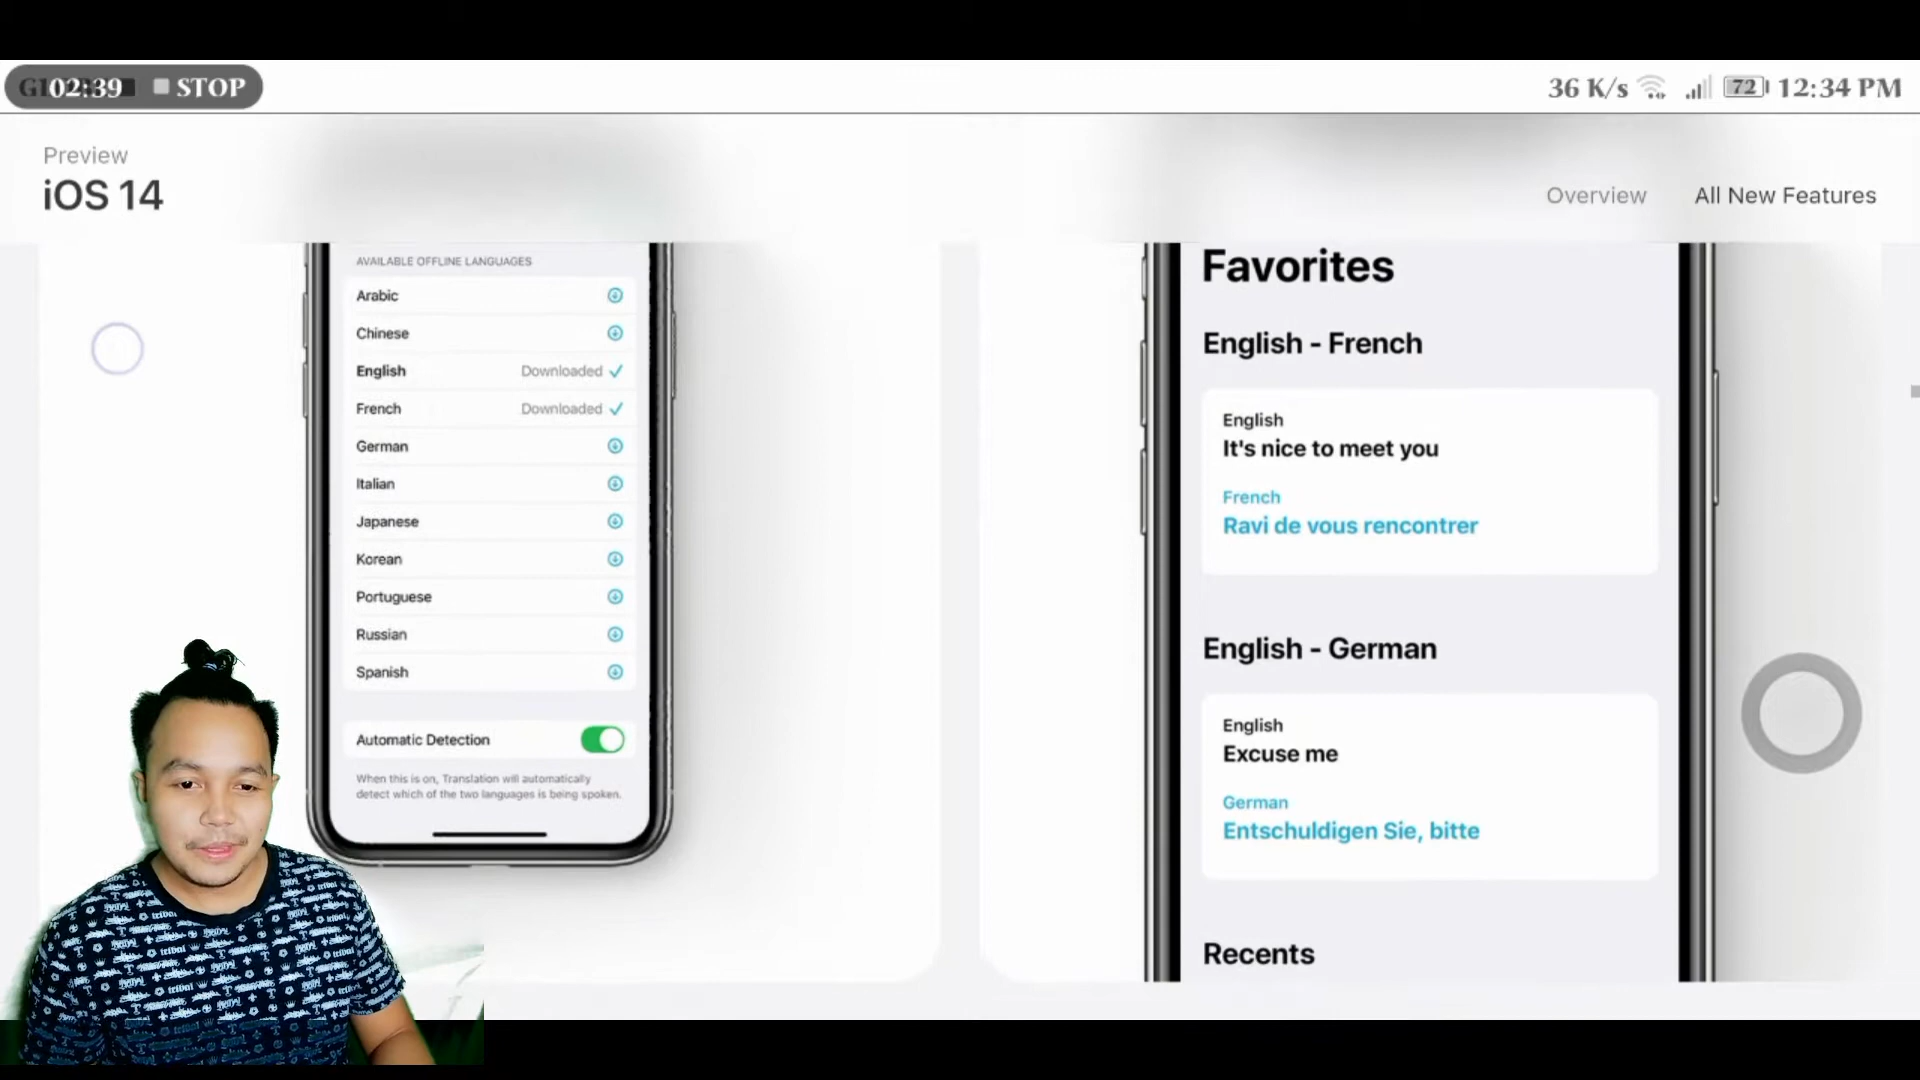 02:39 STOP
36 K/s 72 12:34 PM
Preview
iOS 14
Overview All New Features
AVAILABLE OFFLINE LANGUAGES
Arabic
Chinese
English Downloaded
French Downloaded
German
Italian
Japanese
Korean
Portuguese
Russian
Spanish
Automatic Detection
When this is on, Translation will automatically
detect which of the two languages is being spoken.
Favorites
English - French
English
It's nice to meet you
French
Ravi de vous rencontrer
English - German
English
Excuse me
German
Entschuldigen Sie, bitte
Recents